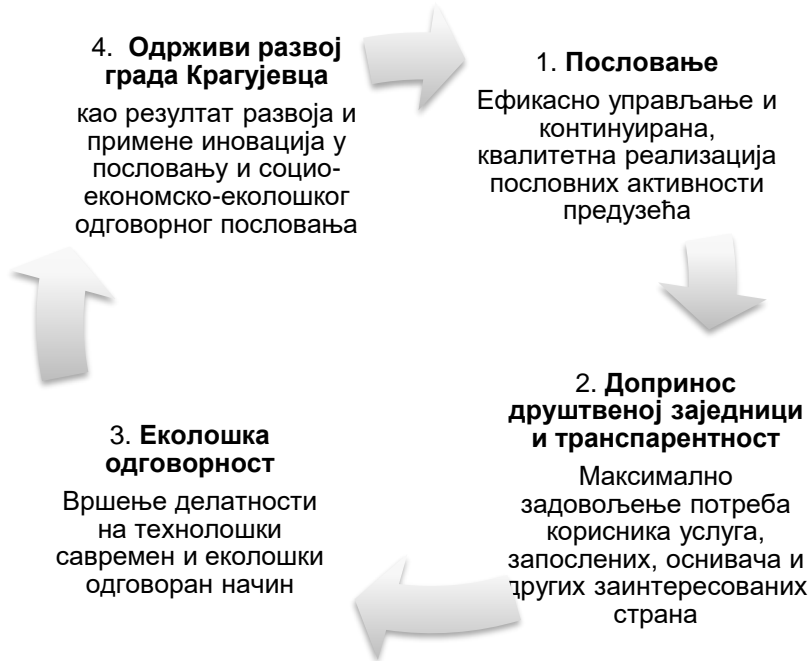 1. Пословање
Ефикасно управљање и
континуирана,
квалитетна реализација
пословних активности
предузећа
2. Допринос
друштвеној заједници
и транспарентност
Максимално
задовољење потреба
корисника услуга,
запослених, оснивача и
других заинтересованих
страна
3. Еколошка
одговорност
Вршење делатности
на технолошки
савремен и еколошки
одговоран начин
4. Одрживи развој
града Крагујевца
као резултат развоја и
примене иновација у
пословању и социо-
економско-еколошког
одговорног пословања